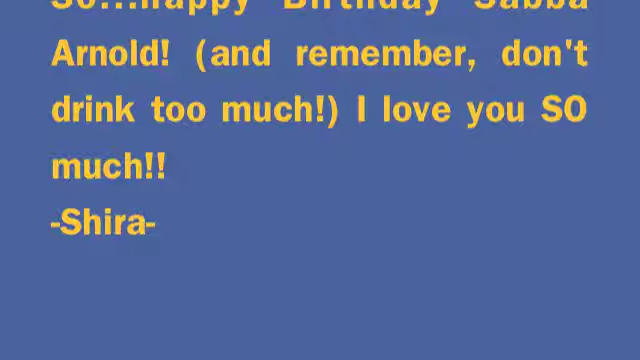 So...happy Birthday Sabba
Arnold! (and remember, don't
drink too much!) I love you SO
much!!
-Shira-